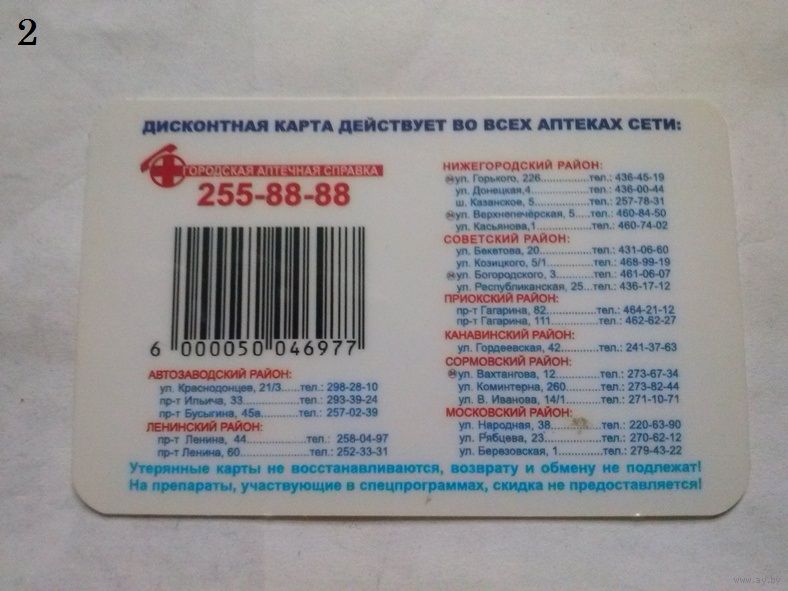 2
ДИСКОНТНАЯ КАРТА ДЕЙСТВУЕТ ВО ВСЕХ АПТЕКАХ СЕТИ:
ГОРОДСКАЯ АПТЕЧНАЯ СПРАВКА
255-88-88
6 000050 046977
АВТОЗАВОДСКИЙ РАЙОН:
ул. Краснодонцев, 21/3.....тел.: 298-28-10
пр-т Ильича, 33................тел.: 293-39-24
пр-т Бусыгина, 45а..........тел.: 257-02-39
ЛЕНИНСКИЙ РАЙОН:
пр-т Ленина, 44................тел.: 258-04-97
пр-т Ленина, 60................тел.: 252-33-31
НИЖЕГОРОДСКИЙ РАЙОН:
ул. Горького, 226............тел.: 436-45-19
ул. Донецкая,4...............тел.: 436-00-44
ш. Казанское, 5..............тел.: 257-78-31
ул. Верхнепечёрская, 5....тел.: 460-84-50
ул. Касьянова,1..............тел.: 460-74-02
СОВЕТСКИЙ РАЙОН:
ул. Бекетова, 20..............тел.: 431-06-60
ул. Козицкого, 5/1............тел.: 468-99-19
ул. Богородского, 3.........тел.: 461-06-07
ул. Республиканская, 25...тел.: 436-17-12
ПРИОКСКИЙ РАЙОН:
пр-т Гагарина, 82............тел.: 464-21-12
пр-т Гагарина, 111...........тел.: 462-62-27
КАНАВИНСКИЙ РАЙОН:
ул. Гордеевская, 42.........тел.: 241-37-63
СОРМОВСКИЙ РАЙОН:
ул. Вахтангова, 12..........тел.: 273-67-34
ул. Коминтерна, 260........тел.: 273-82-44
ул. В. Иванова, 14/1........тел.: 271-10-71
МОСКОВСКИЙ РАЙОН:
ул. Народная, 38............тел.: 220-63-90
ул. Рябцева, 23..............тел.: 270-62-12
ул. Березовская, 1..........тел.: 279-43-22
Утерянные карты не восстанавливаются, возврату и обмену не подлежат!
На препараты, участвующие в спецпрограммах, скидка не предоставляется!
www.ay.by